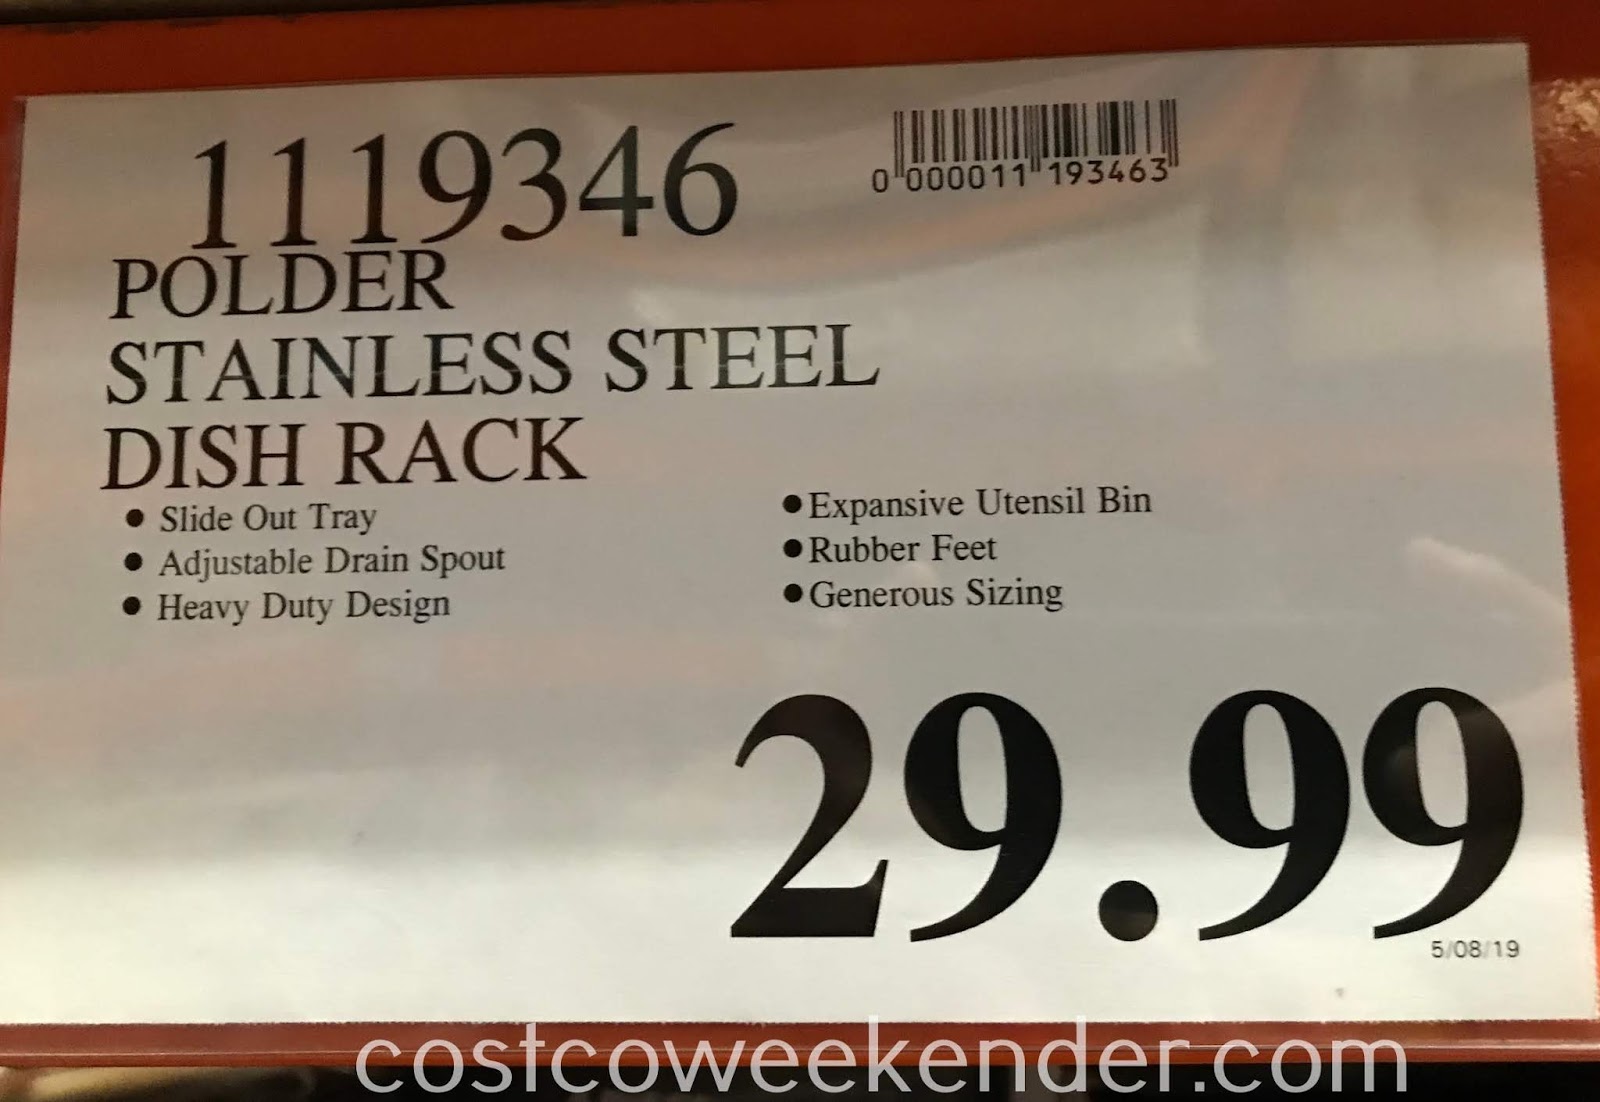 1119346
0 000011 193463
POLDER
STAINLESS STEEL
DISH RACK
• Slide Out Tray
• Adjustable Drain Spout
• Heavy Duty Design
• Expansive Utensil Bin
• Rubber Feet
• Generous Sizing
29.99
5/08/19
costcoweekender.com